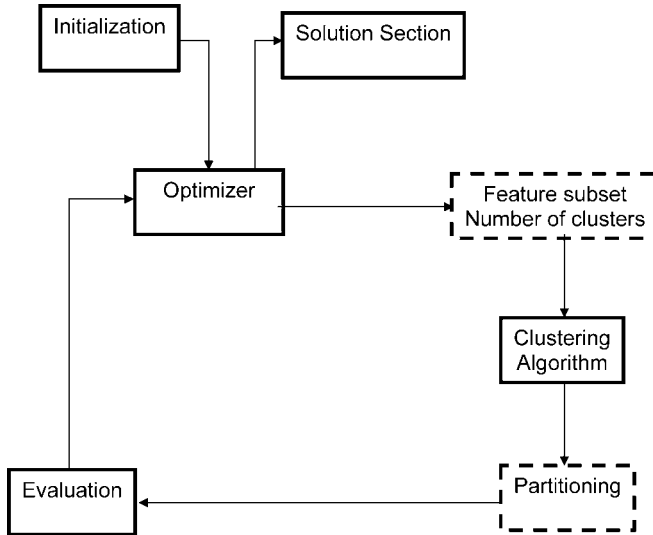 Initialization
Solution Section
Optimizer
Feature subset
Number of clusters
Clustering
Algorithm
Evaluation
Partitioning